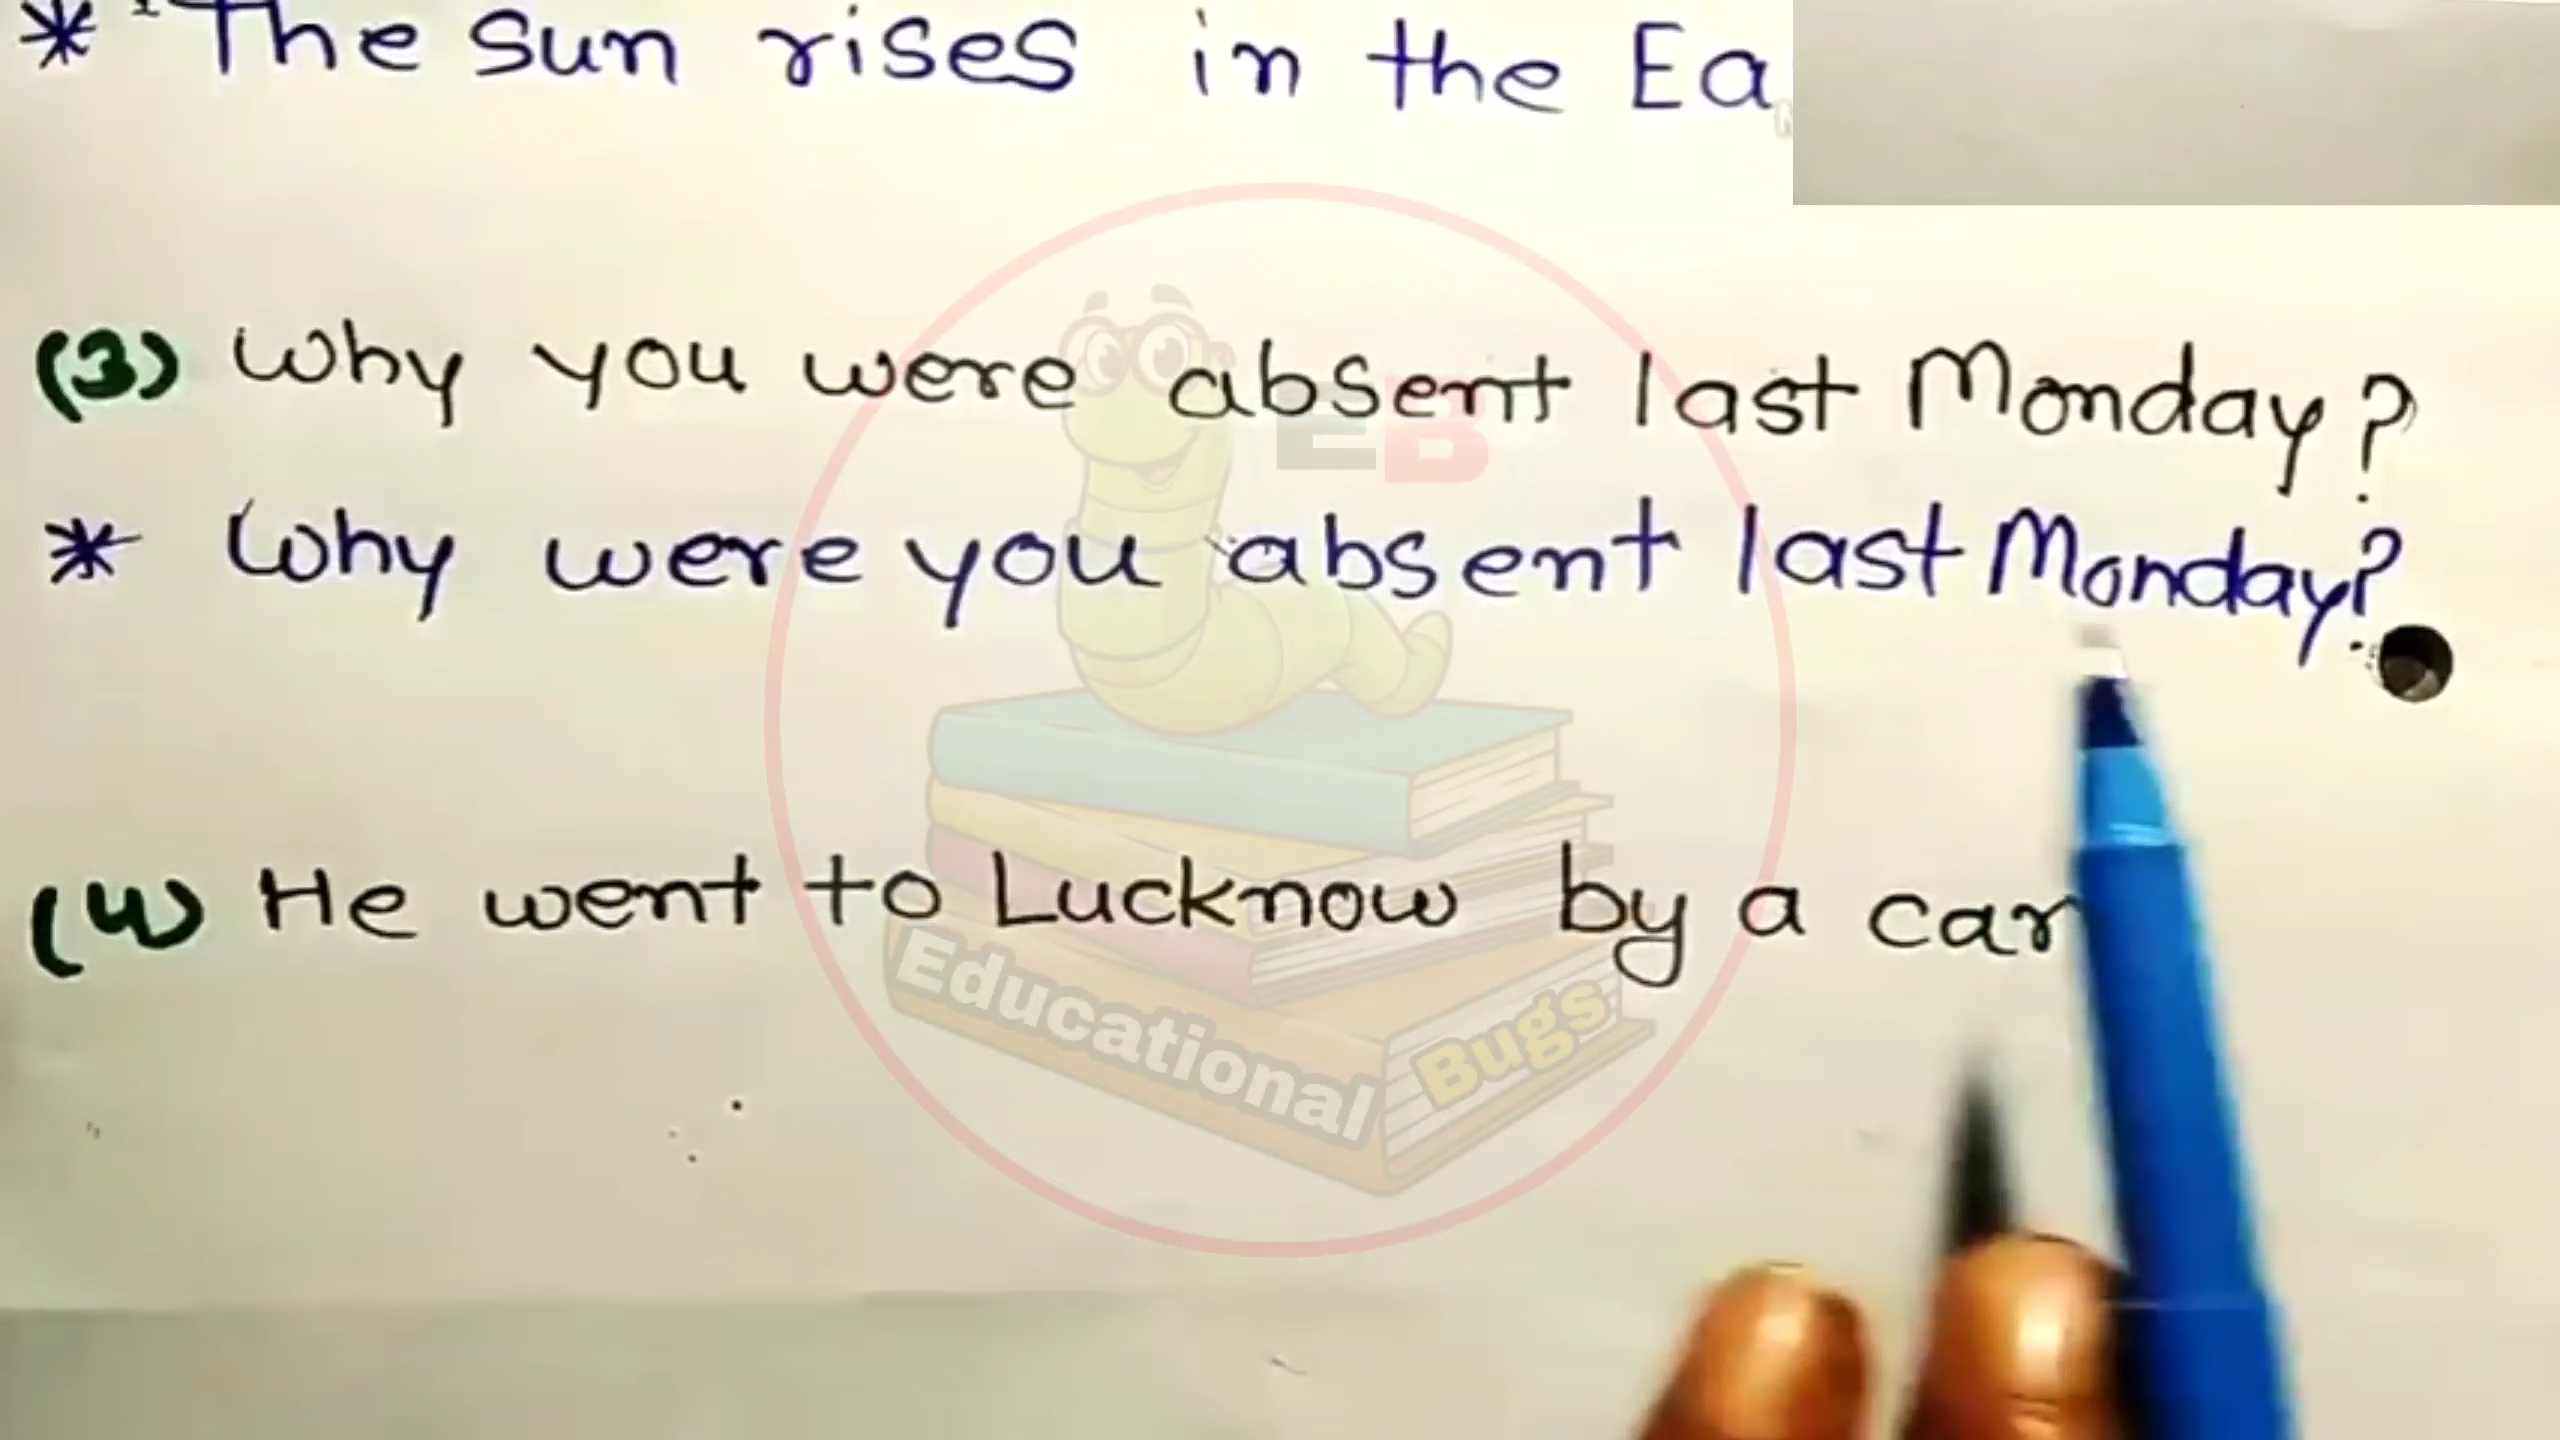 * The sun rises in the Ea
(3) Why you were absent last Monday?
* Why were you absent last Monday?
(4) He went to Lucknow by a car
EB
Educational Bugs